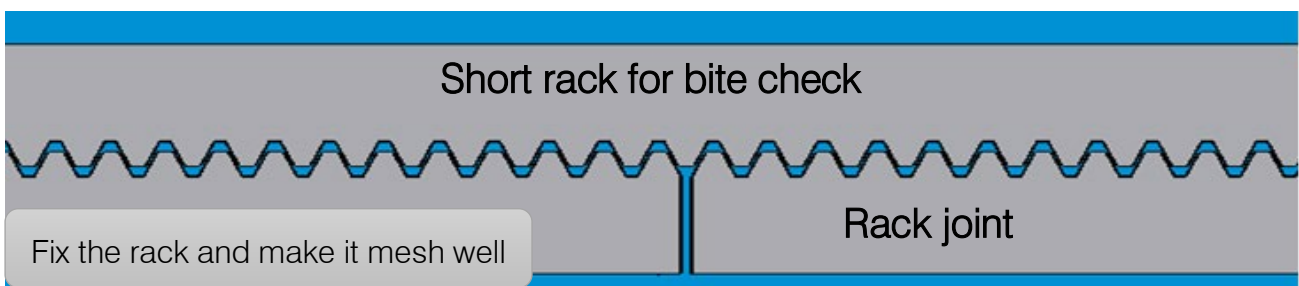 Short rack for bite check
Rack joint
Fix the rack and make it mesh well